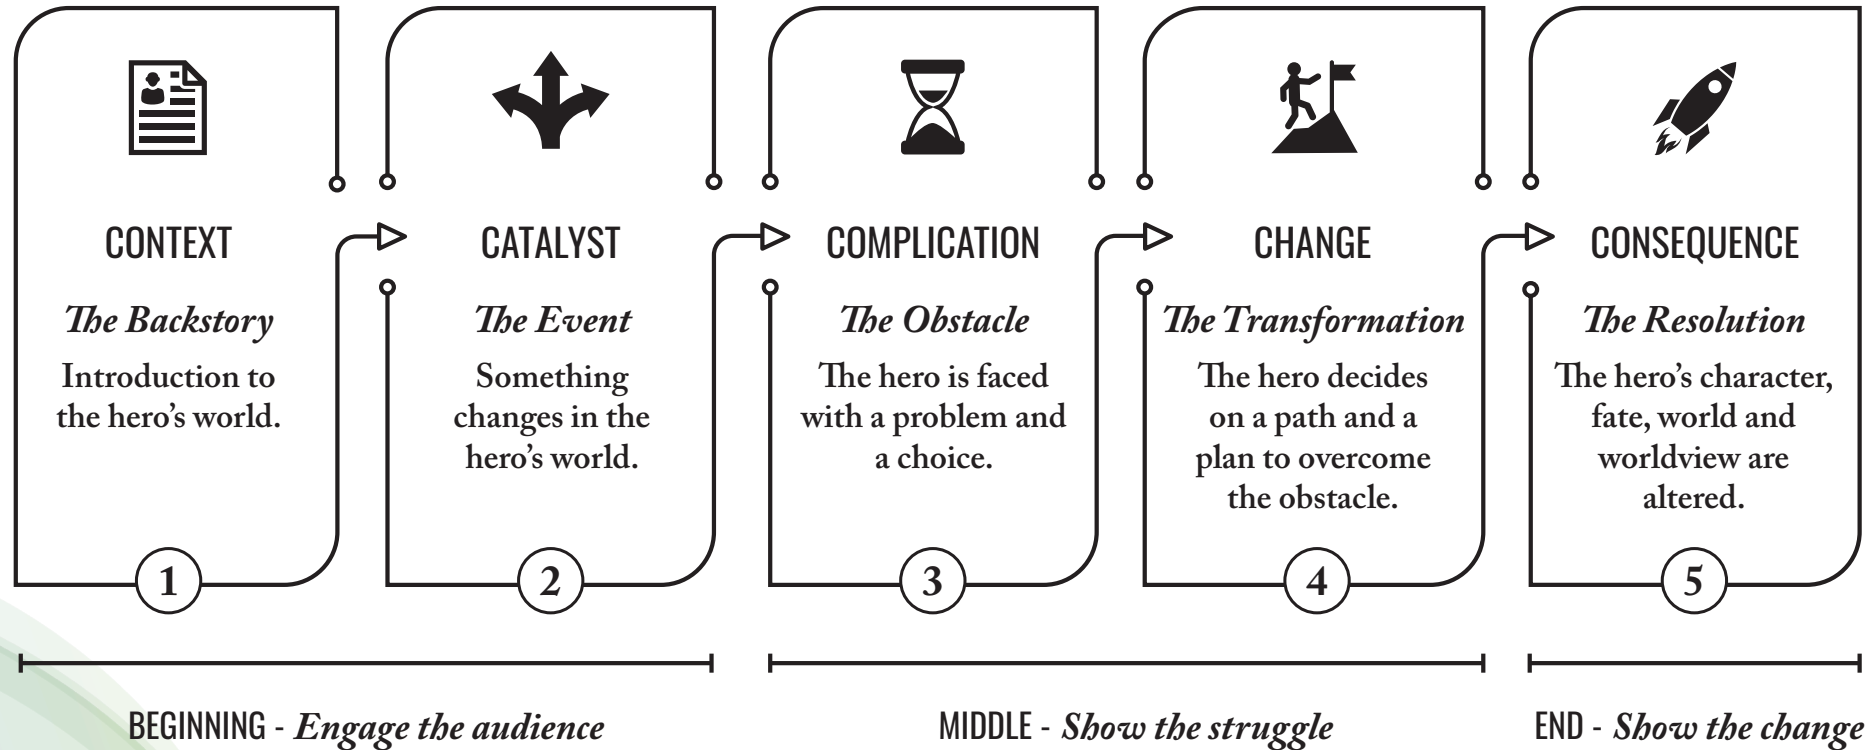 CONTEXT
The Backstory
Introduction to
the hero’s world.
1
CATALYST
The Event
Something
changes in the
hero’s world.
2
COMPLICATION
The Obstacle
The hero is faced
with a problem and
a choice.
3
CHANGE
The Transformation
The hero decides
on a path and a
plan to overcome
the obstacle.
4
CONSEQUENCE
The Resolution
The hero’s character,
fate, world and
worldview are
altered.
5
BEGINNING - Engage the audience
MIDDLE - Show the struggle
END - Show the change